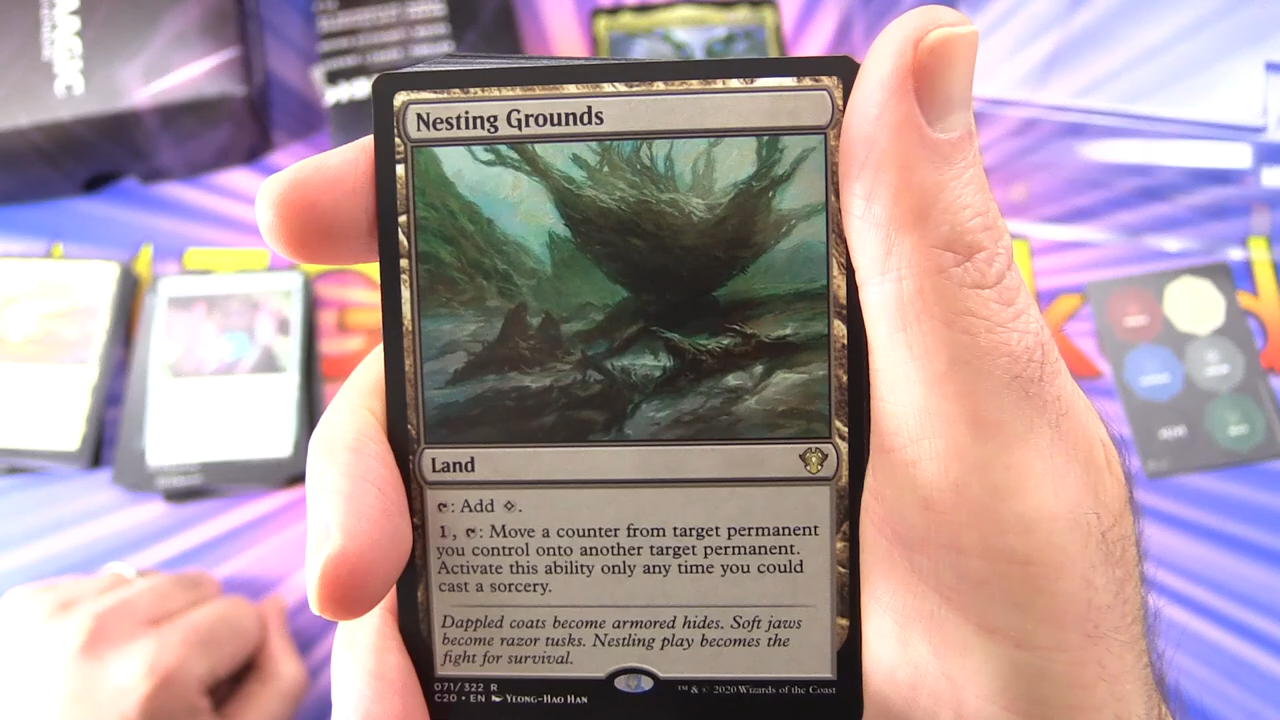 MAGIC
Nesting Grounds
Land
: Add .
1, : Move a counter from target permanent
you control onto another target permanent.
Activate this ability only any time you could
cast a sorcery.
Dappled coats become armored hides. Soft jaws
become razor tusks. Nestling play becomes the
fight for survival.
071/322 R
C20 • EN YEONG-HAO HAN
™ & © 2020 Wizards of the Coast